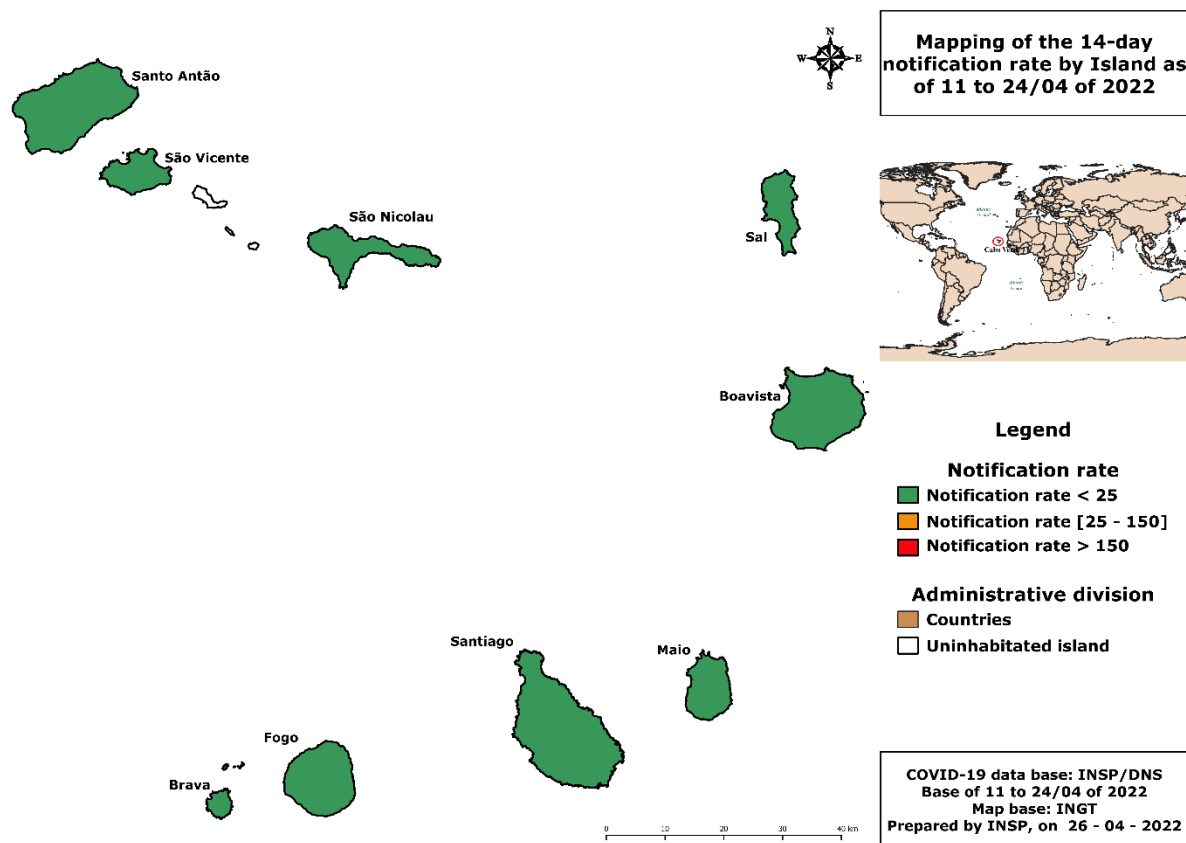 Mapping of the 14-day
notification rate by Island as
of 11 to 24/04 of 2022
N
W
E
S
Santo Antão
São Vicente
São Nicolau
Sal
Boavista
Cabo
Legend
Notification rate
Notification rate < 25
Notification rate [25 - 150]
Notification rate > 150
Administrative division
Countries
Uninhabitated island
Santiago
Maio
Fogo
Brava
0 10 20 30 40 km
COVID-19 data base: INSP/DNS
Base of 11 to 24/04 of 2022
Map base: INGT
Prepared by INSP, on 26 - 04 - 2022